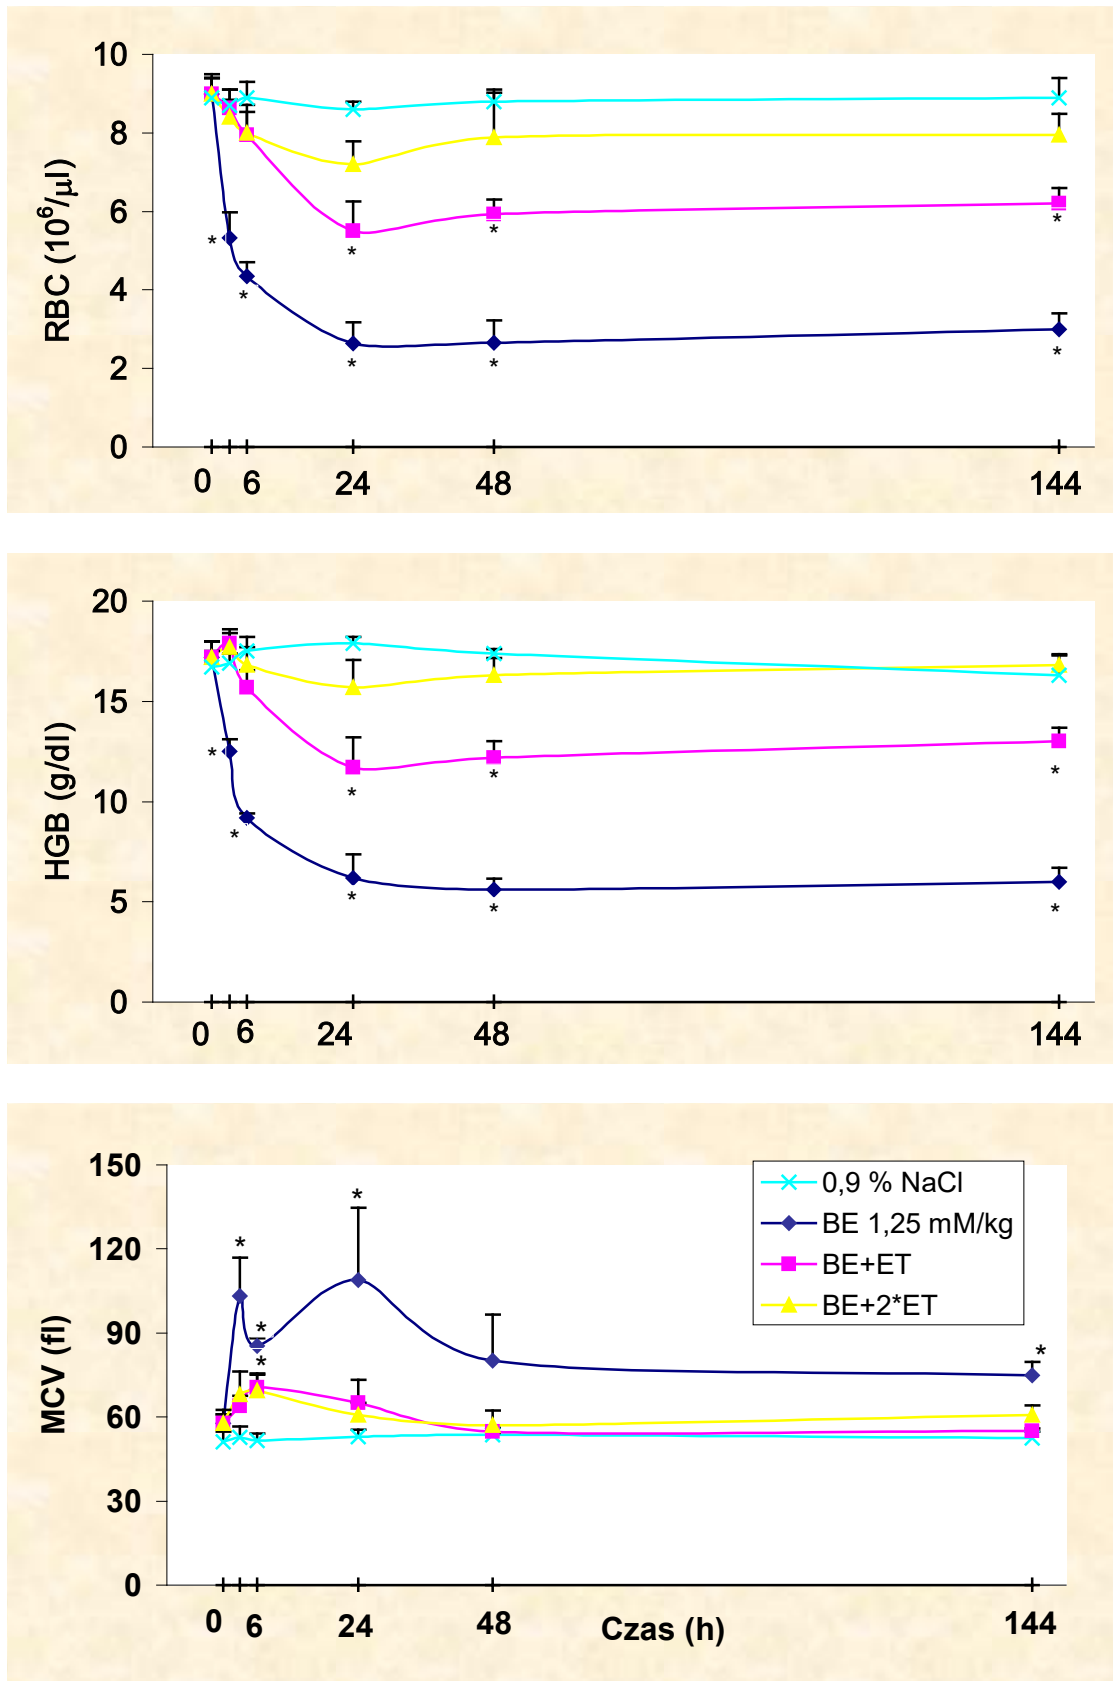 RBC (10⁶/µl)
10
8
6
4
2
0
* * * *
* * * * *
0 6 24 48 144
HGB (g/dl)
20
15
10
5
0
* * * *
* * * *
0 6 24 48 144
MCV (fl)
150
120
90
60
30
0
* * * * *
0,9 % NaCl
BE 1,25 mM/kg
BE+ET
BE+2*ET
0 6 24 48 144
Czas (h)